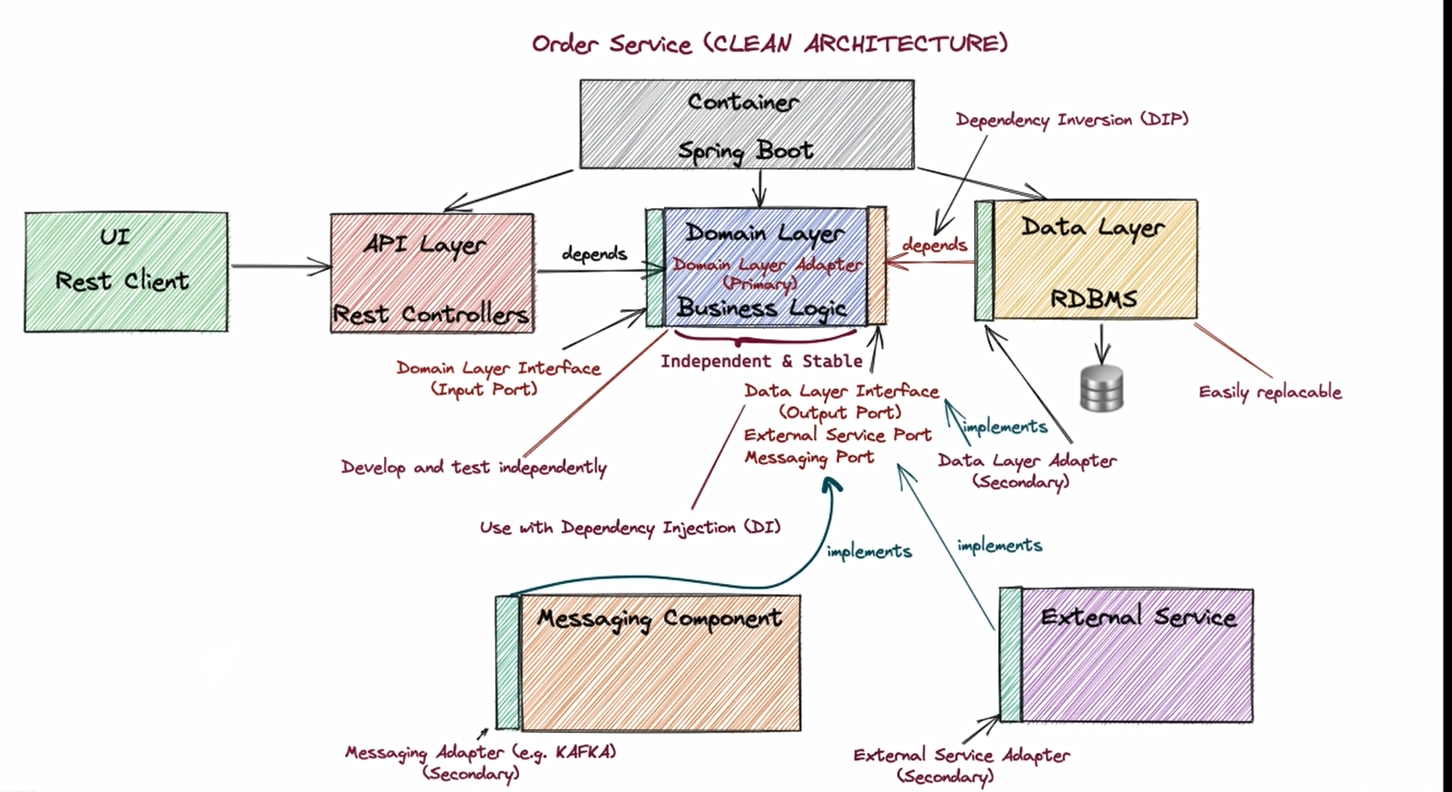 Order Service (CLEAN ARCHITECTURE)
Container
Spring Boot
Dependency Inversion (DIP)
UI
Rest Client
API Layer
Rest Controllers
depends
Domain Layer
Domain Layer Adapter
(Primary)
Business Logic
depends
Data Layer
RDBMS
Domain Layer Interface
(Input Port)
Independent & Stable
Data Layer Interface
(Output Port)
External Service Port
Messaging Port
implements
Easily replacable
Data Layer Adapter
(Secondary)
Develop and test independently
Use with Dependency Injection (DI)
implements
implements
Messaging Component
External Service
Messaging Adapter (e.g. KAFKA)
(Secondary)
External Service Adapter
(Secondary)